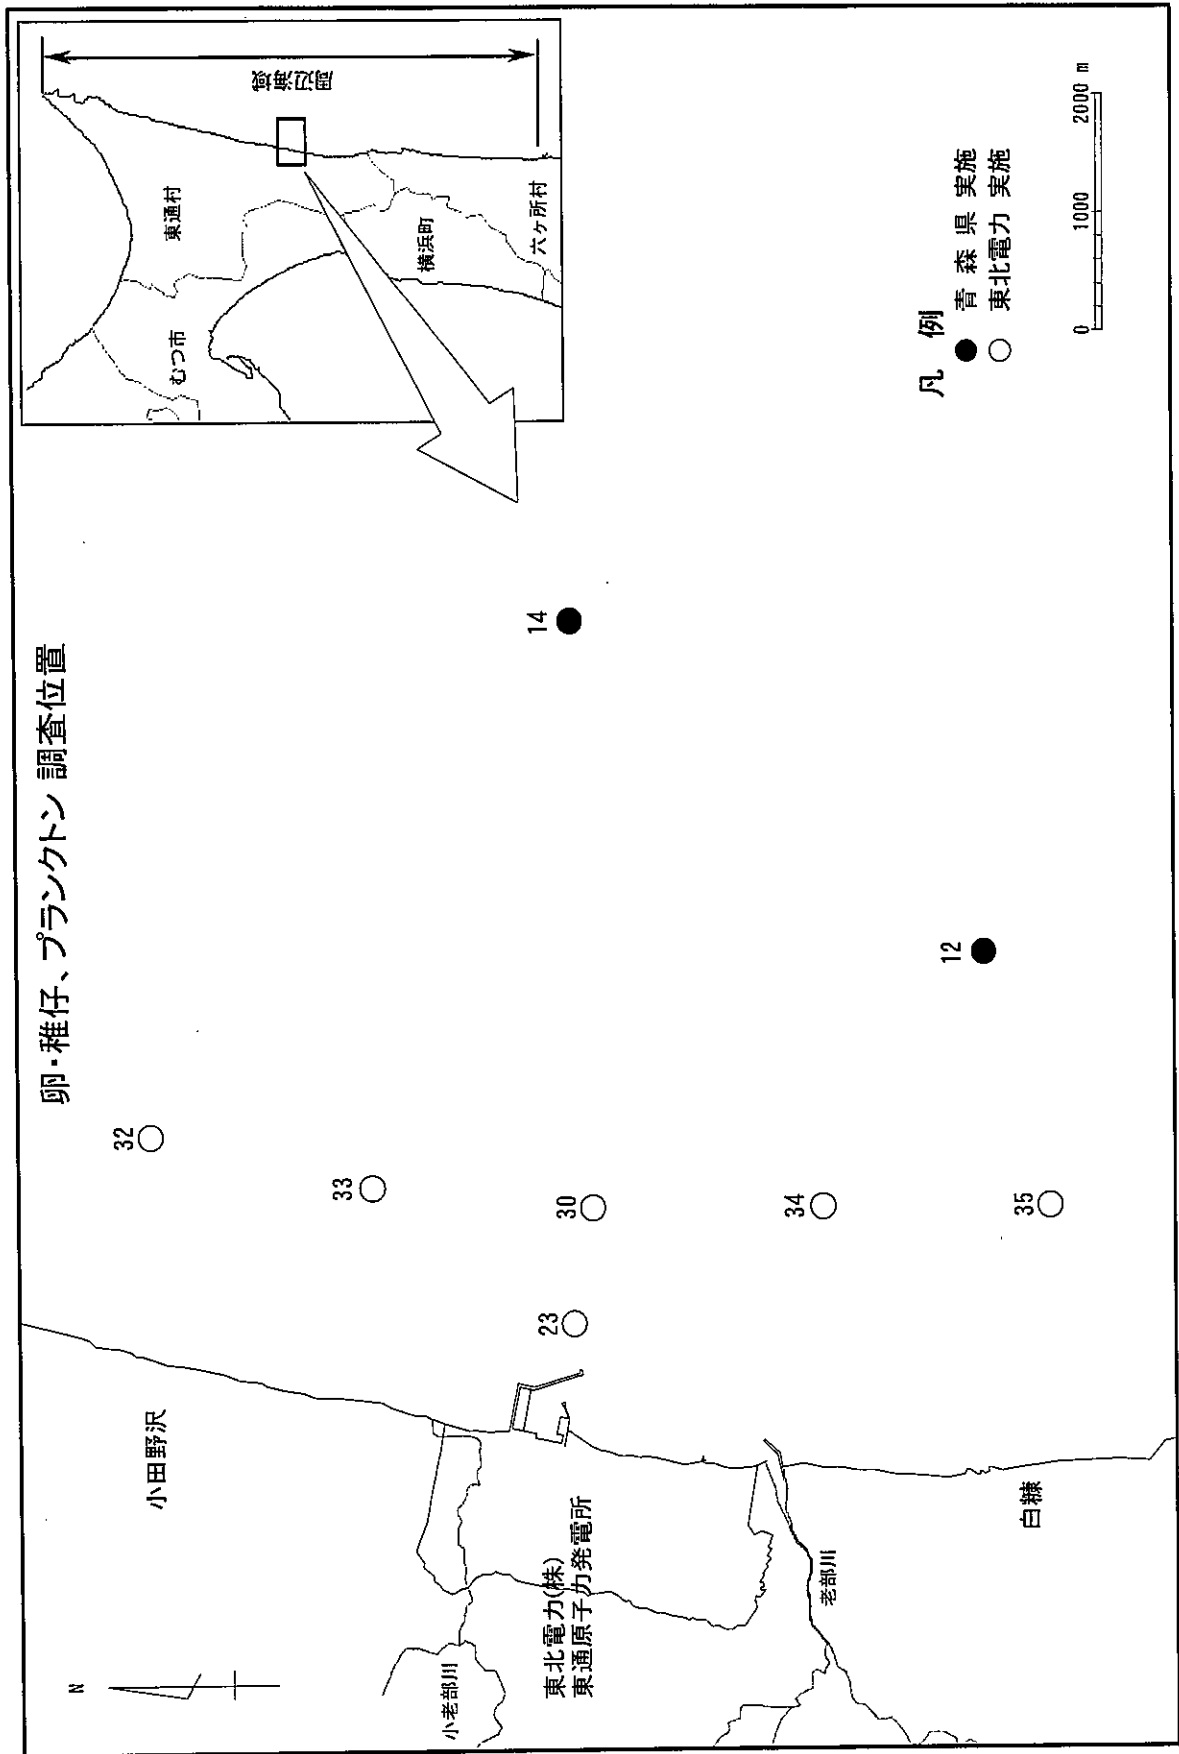 卵・稚仔、プランクトン 調査位置
N
小田野沢
小老部川
東北電力(株)
東通原子力発電所
老部川
白糠
32
33
30
23
34
35
14
12
むつ市
東通村
横浜町
六ヶ所村
周辺海域
凡 例
● 青 森 県 実施
○ 東北電力 実施
0 1000 2000 m